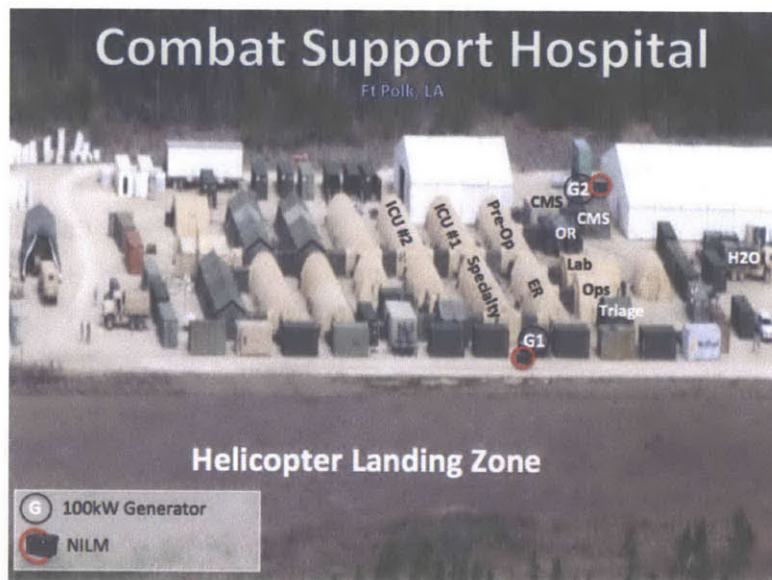 Combat Support Hospital
Ft Polk, LA
G2
CMS
CMS
OR
Pre-Op
ICU #1
ICU #2
H2O
Lab
ER
Specialty
Ops
Triage
G1
Helicopter Landing Zone
G 100kW Generator
NILM